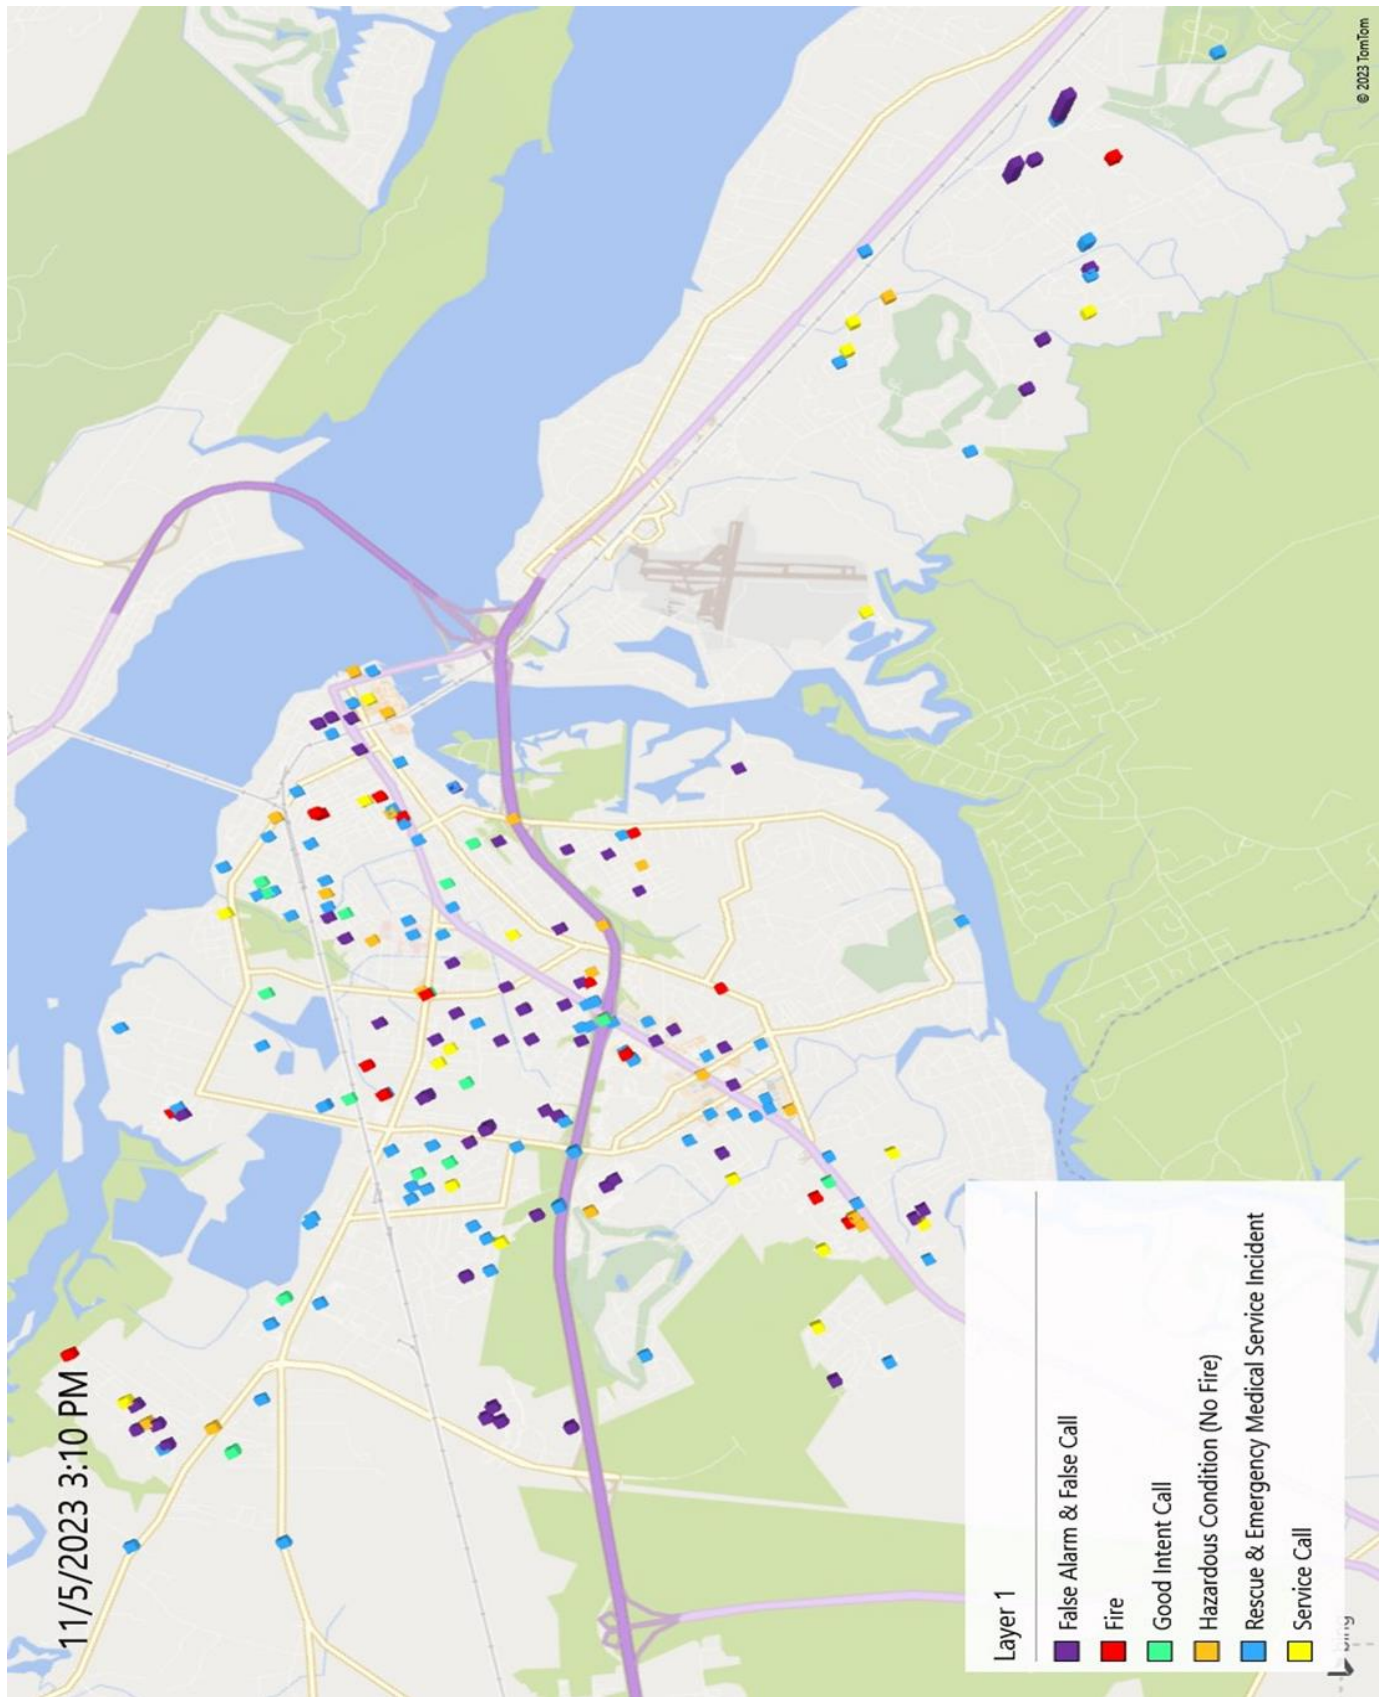 11/5/2023 3:10 PM
Layer 1
False Alarm & False Call
Fire
Good Intent Call
Hazardous Condition (No Fire)
Rescue & Emergency Medical Service Incident
Service Call
bing
© 2023 TomTom